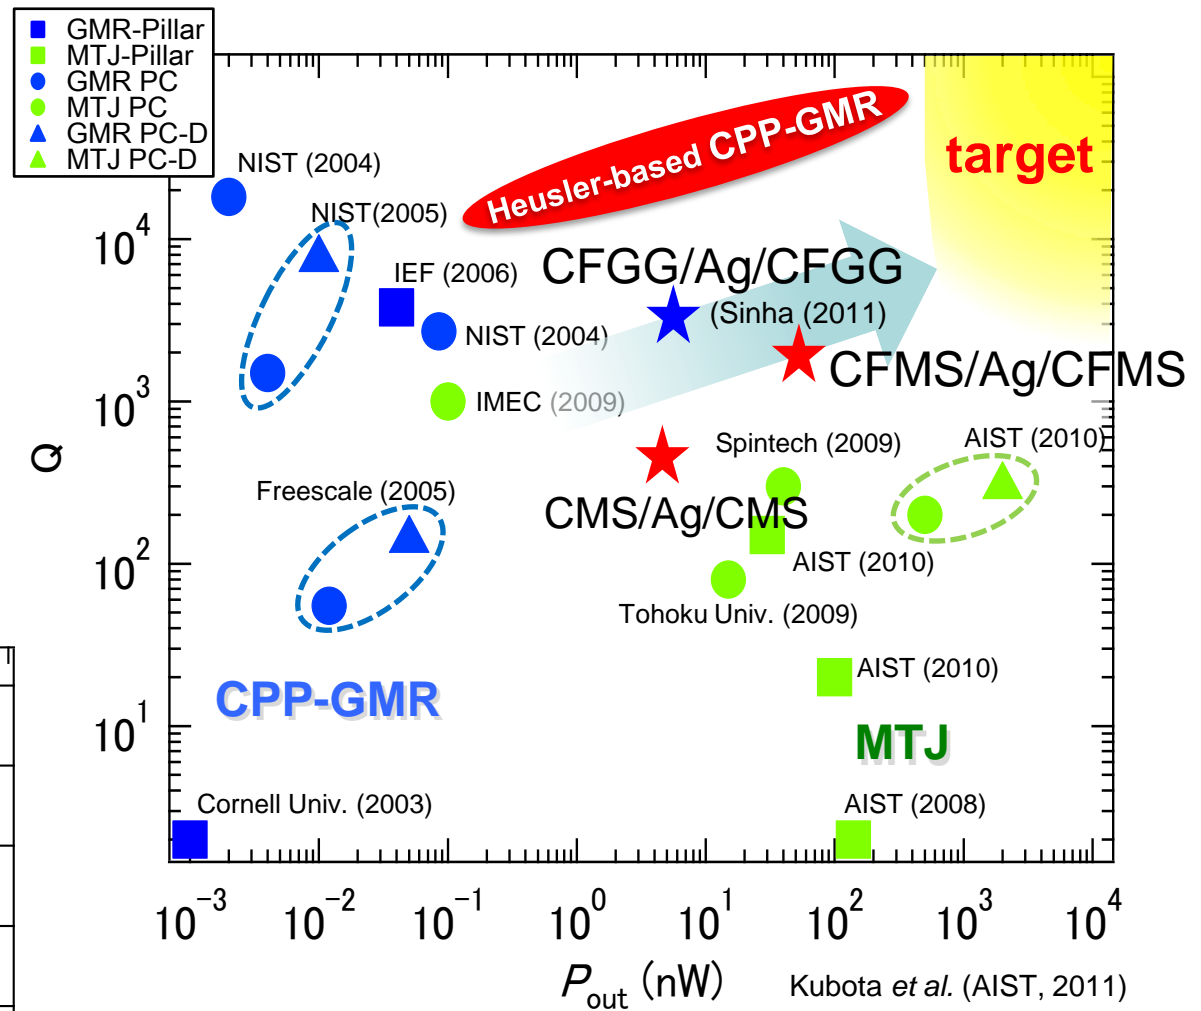 GMR-Pillar
MTJ-Pillar
GMR PC
MTJ PC
GMR PC-D
MTJ PC-D
NIST (2004)
Heusler-based CPP-GMR
target
NIST(2005)
10^4
IEF (2006)
CFGG/Ag/CFGG
NIST (2004)
(Sinha (2011)
CFMS/Ag/CFMS
10^3
IMEC (2009)
Q
Spintech (2009)
AIST (2010)
Freescale (2005)
CMS/Ag/CMS
10^2
AIST (2010)
Tohoku Univ. (2009)
AIST (2010)
CPP-GMR
10^1
MTJ
Cornell Univ. (2003)
AIST (2008)
10^-3 10^-2 10^-1 10^0 10^1 10^2 10^3 10^4
Pout (nW)
Kubota et al. (AIST, 2011)